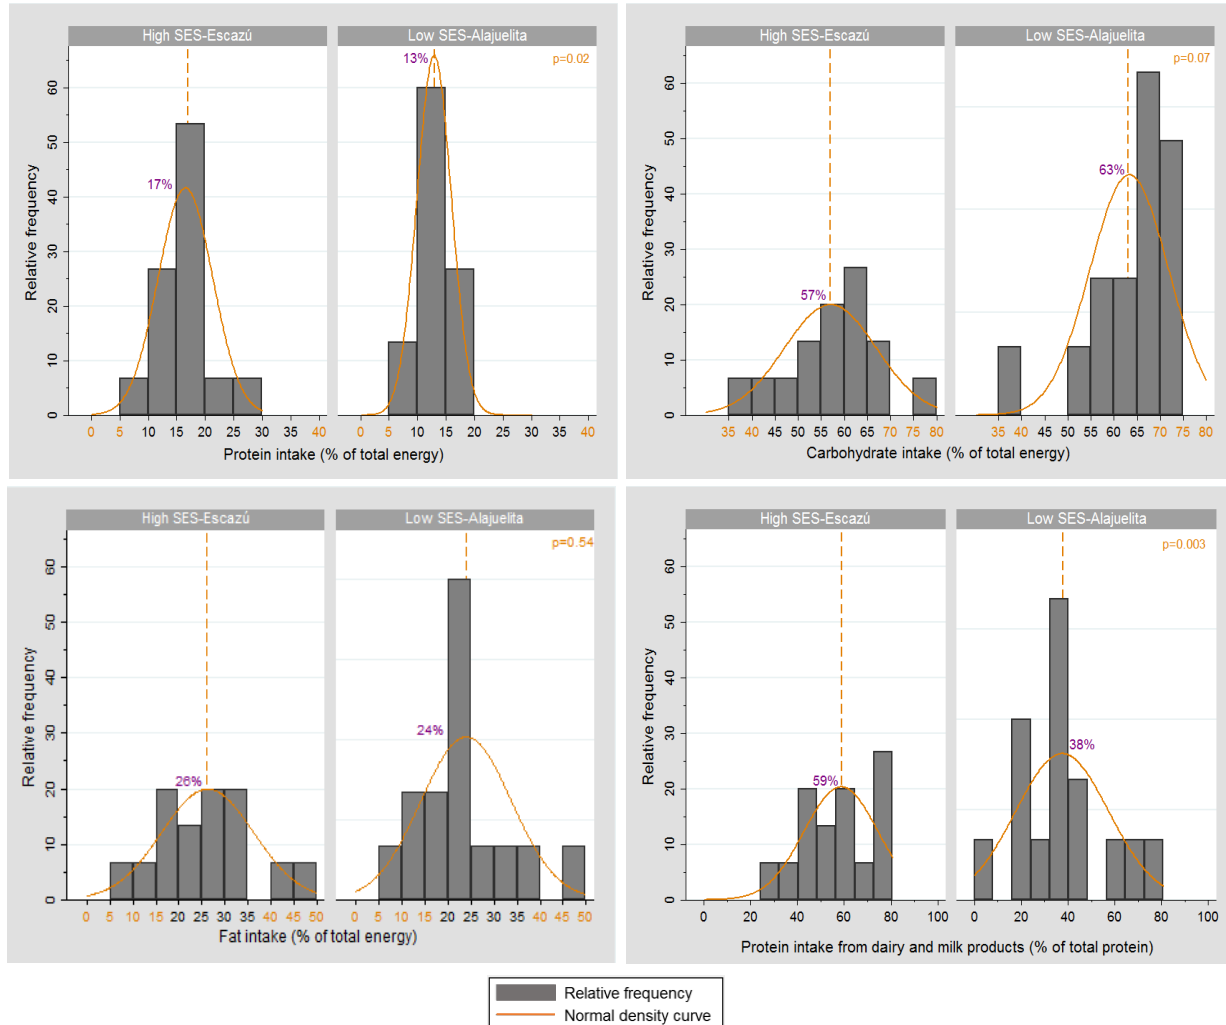 High SES-Escazú
Low SES-Alajuelita
p=0.02
13%
17%
Relative frequency
0 10 20 30 40 50 60
0 5 10 15 20 25 30 40
0 5 10 15 20 25 30 40
Protein intake (% of total energy)
High SES-Escazú
Low SES-Alajuelita
p=0.07
63%
57%
Relative frequency
0 10 20 30 40 50 60
35 40 45 50 55 60 65 70 75 80
35 40 45 50 55 60 65 70 75 80
Carbohydrate intake (% of total energy)
High SES-Escazú
Low SES-Alajuelita
p=0.54
24%
26%
Relative frequency
0 10 20 30 40 50 60
0 5 10 15 20 25 30 35 40 45 50
0 5 10 15 20 25 30 35 40 45 50
Fat intake (% of total energy)
High SES-Escazú
Low SES-Alajuelita
p=0.003
38%
59%
Relative frequency
0 10 20 30 40 50 60
0 20 40 60 80 100
0 20 40 60 80 100
Protein intake from dairy and milk products (% of total protein)
Relative frequency
Normal density curve